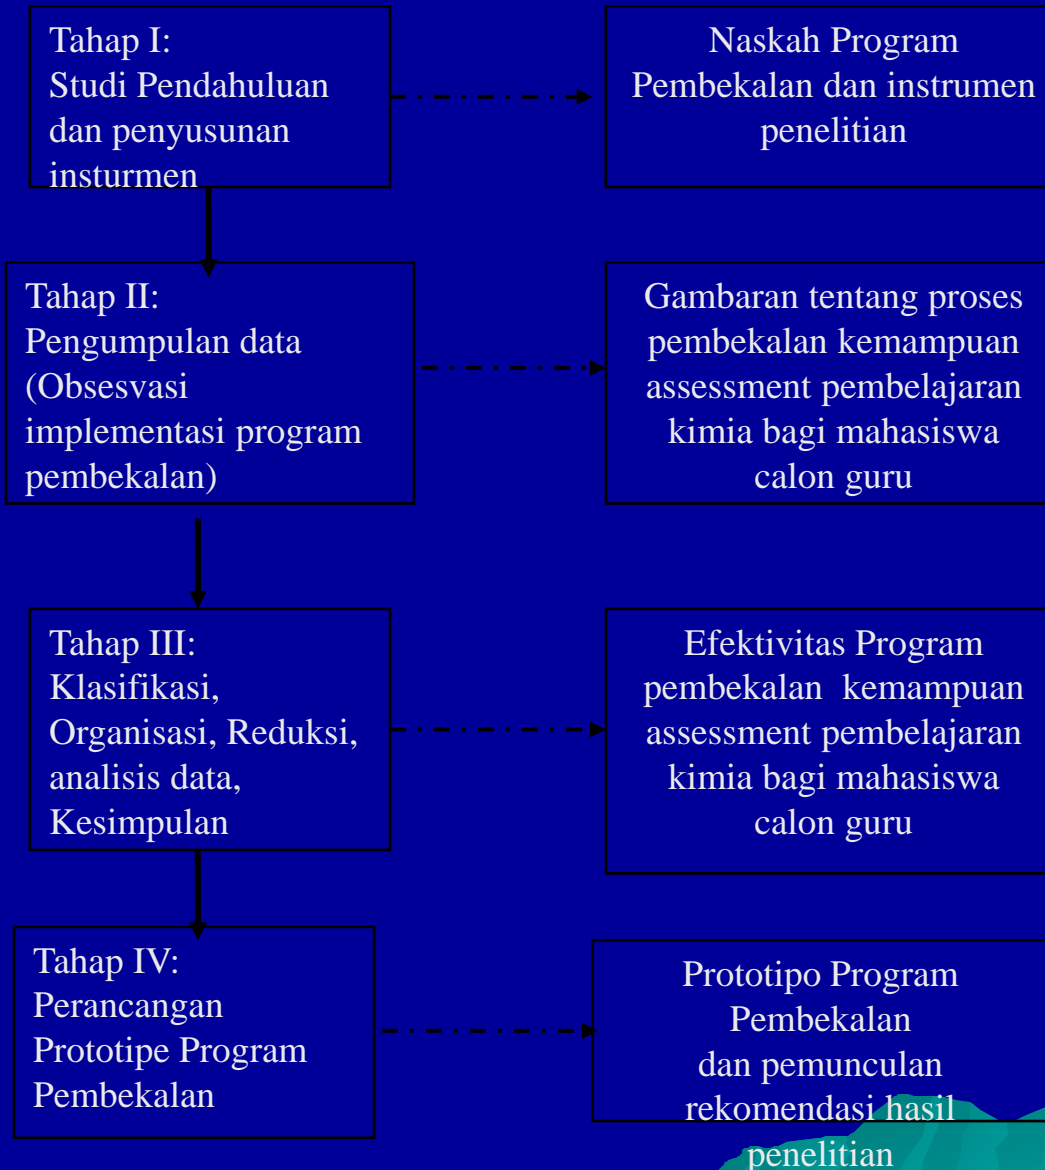 Tahap I:
Studi Pendahuluan
dan penyusunan
insturmen
Naskah Program
Pembekalan dan instrumen
penelitian
Tahap II:
Pengumpulan data
(Obsesvasi
implementasi program
pembekalan)
Gambaran tentang proses
pembekalan kemampuan
assessment pembelajaran
kimia bagi mahasiswa
calon guru
Tahap III:
Klasifikasi,
Organisasi, Reduksi,
analisis data,
Kesimpulan
Efektivitas Program
pembekalan  kemampuan
assessment pembelajaran
kimia bagi mahasiswa
calon guru
Tahap IV:
Perancangan
Prototipe Program
Pembekalan
Prototipo Program
Pembekalan
dan pemunculan
rekomendasi hasil
penelitian